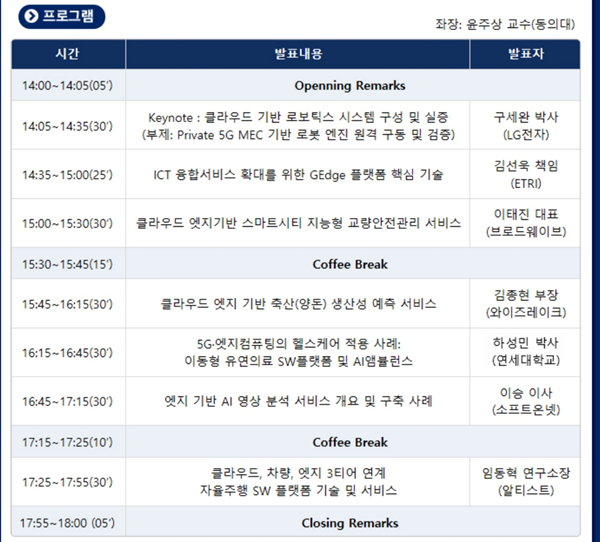 프로그램
좌장: 윤주상 교수(동의대)
시간 발표내용 발표자
14:00~14:05(05') Openning Remarks
14:05~14:35(30') Keynote : 클라우드 기반 로보틱스 시스템 구성 및 실증 구세완 박사
(부제: Private 5G MEC 기반 로봇 엔진 원격 구동 및 검증) (LG전자)
14:35~15:00(25') ICT 융합서비스 확대를 위한 GEdge 플랫폼 핵심 기술 김선욱 책임
(ETRI)
15:00~15:30(30') 클라우드 엣지기반 스마트시티 지능형 교량안전관리 서비스 이태진 대표
(브로드웨이브)
15:30~15:45(15') Coffee Break
15:45~16:15(30') 클라우드 엣지 기반 축산(양돈) 생산성 예측 서비스 김종현 부장
(와이즈레이크)
16:15~16:45(30') 5G·엣지컴퓨팅의 헬스케어 적용 사례: 하성민 박사
이동형 유연의료 SW플랫폼 및 AI앰뷸런스 (연세대학교)
16:45~17:15(30') 엣지 기반 AI 영상 분석 서비스 개요 및 구축 사례 이승 이사
(소프트온넷)
17:15~17:25(10') Coffee Break
17:25~17:55(30') 클라우드, 차량, 엣지 3티어 연계 임동혁 연구소장
자율주행 SW 플랫폼 기술 및 서비스 (알티스트)
17:55~18:00 (05') Closing Remarks